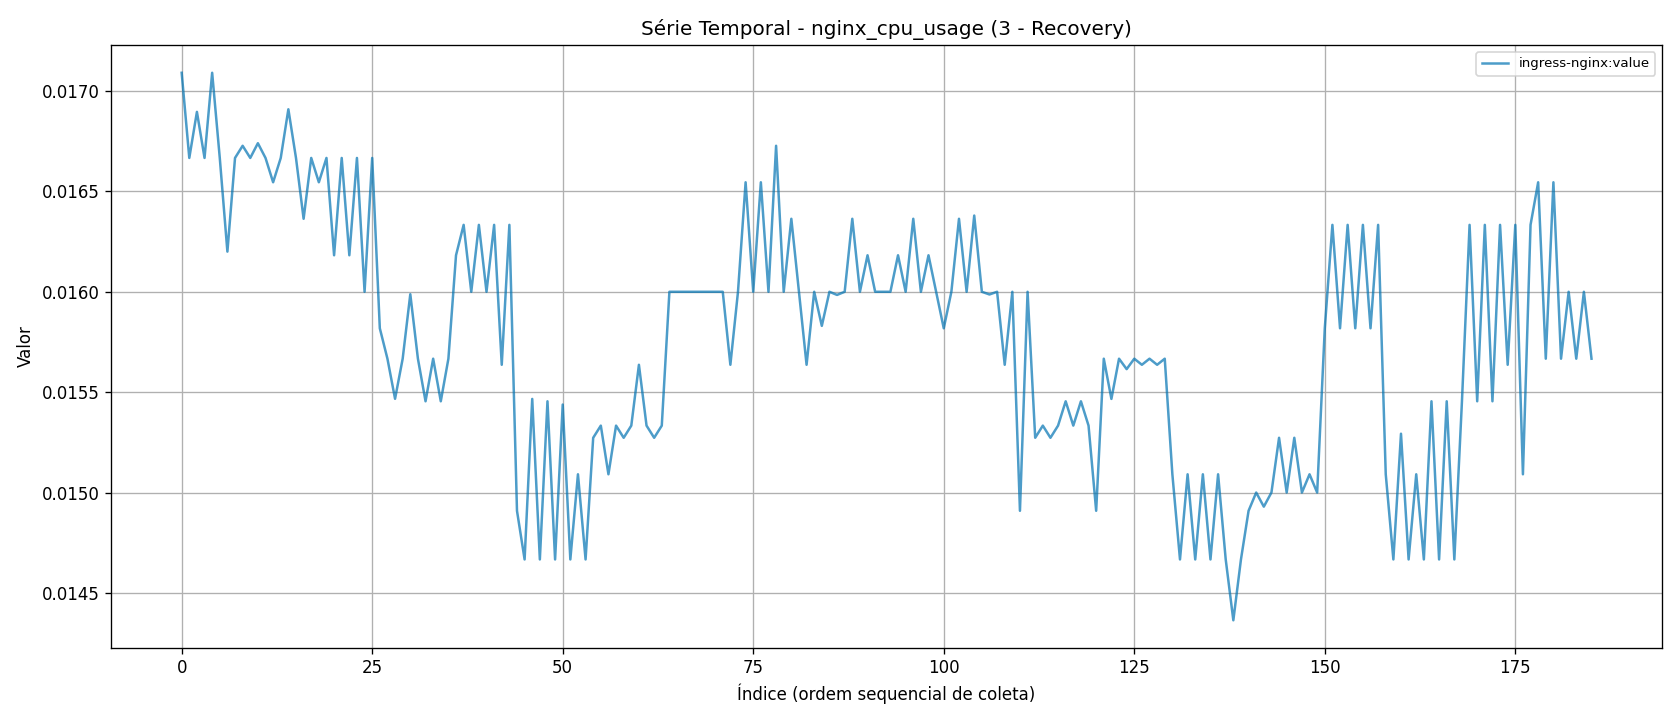 Série Temporal - nginx_cpu_usage (3 - Recovery)
ingress-nginx:value
Valor
0.0170
0.0165
0.0160
0.0155
0.0150
0.0145
0 25 50 75 100 125 150 175
Índice (ordem sequencial de coleta)